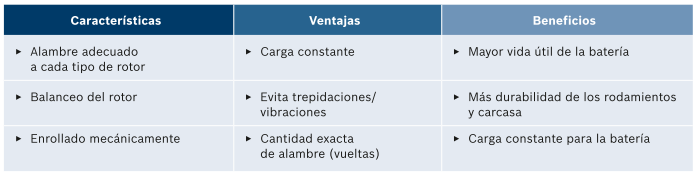 Características Ventajas Beneficios
▸ Alambre adecuado
a cada tipo de rotor
▸ Carga constante
▸ Mayor vida útil de la batería
▸ Balanceo del rotor
▸ Evita trepidaciones/
vibraciones
▸ Más durabilidad de los rodamientos
y carcasa
▸ Enrollado mecánicamente
▸ Cantidad exacta
de alambre (vueltas)
▸ Carga constante para la batería